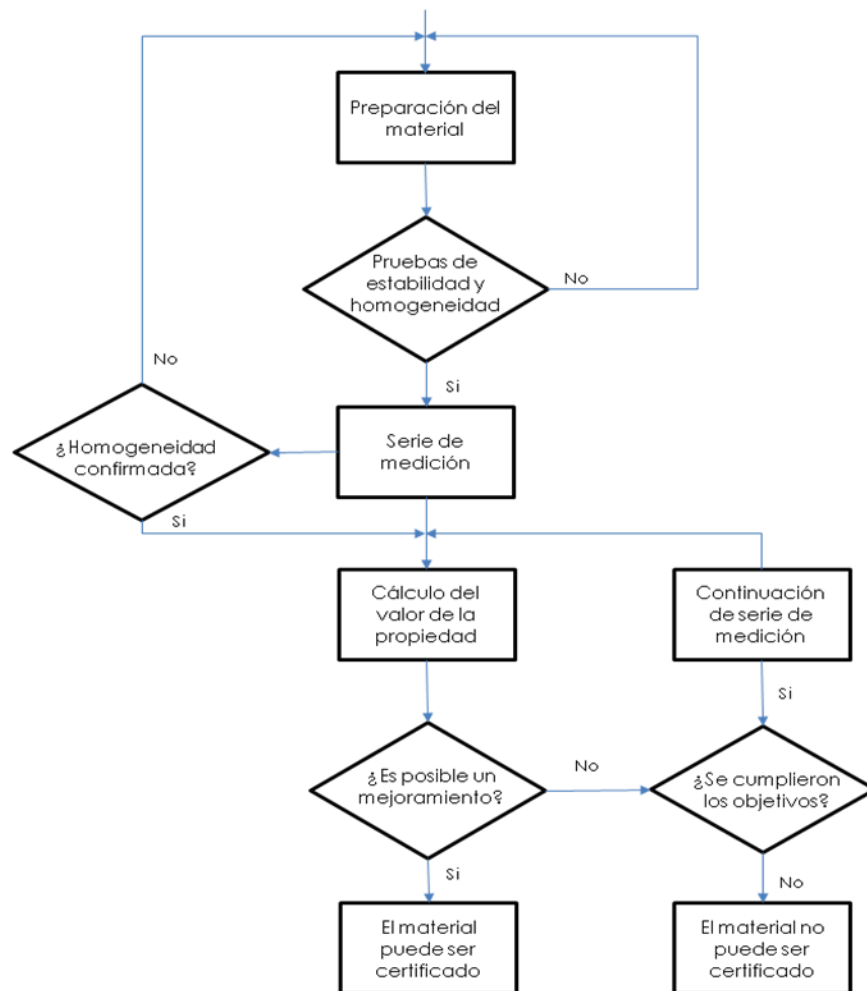 Preparación del
material
Pruebas de
estabilidad y
homogeneidad
No
Si
No
¿Homogeneidad
confirmada?
Serie de
medición
Si
Cálculo del
valor de la
propiedad
Continuación
de serie de
medición
Si
¿Es posible un
mejoramiento?
No
¿Se cumplieron
los objetivos?
Si
No
El material
puede ser
certificado
El material no
puede ser
certificado